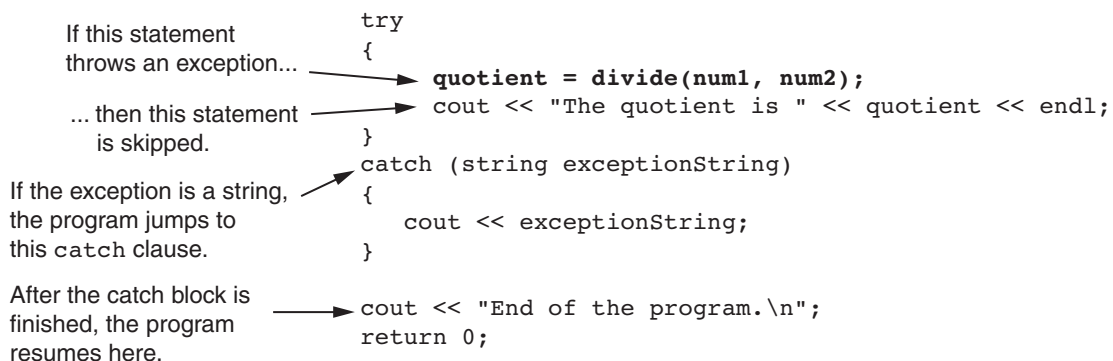 If this statement
throws an exception...
... then this statement
is skipped.
If the exception is a string,
the program jumps to
this catch clause.
After the catch block is
finished, the program
resumes here.
try
{
quotient = divide(num1, num2);
cout << "The quotient is " << quotient << endl;
}
catch (string exceptionString)
{
cout << exceptionString;
}
cout << "End of the program.\n";
return 0;